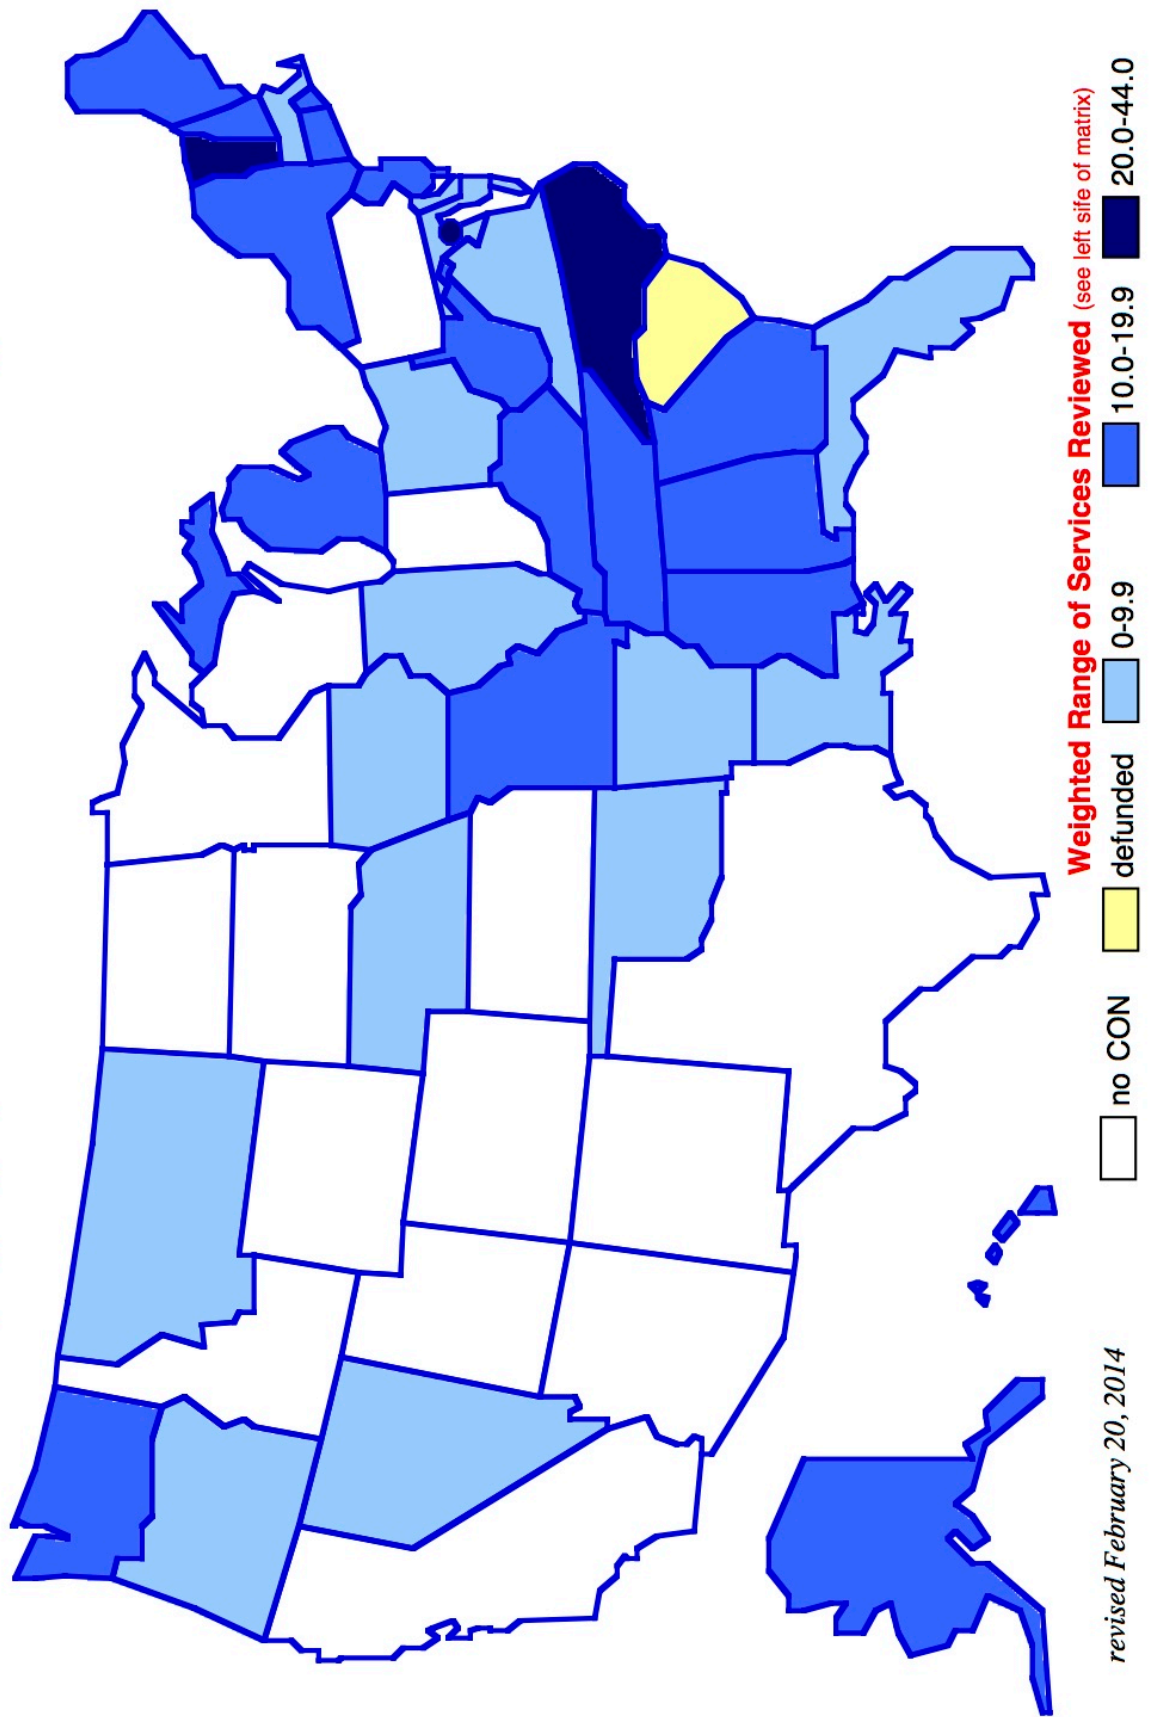 Weighted Range of Services Reviewed (see left sife of matrix)
no CON defunded 0-9.9 10.0-19.9 20.0-44.0
revised February 20, 2014